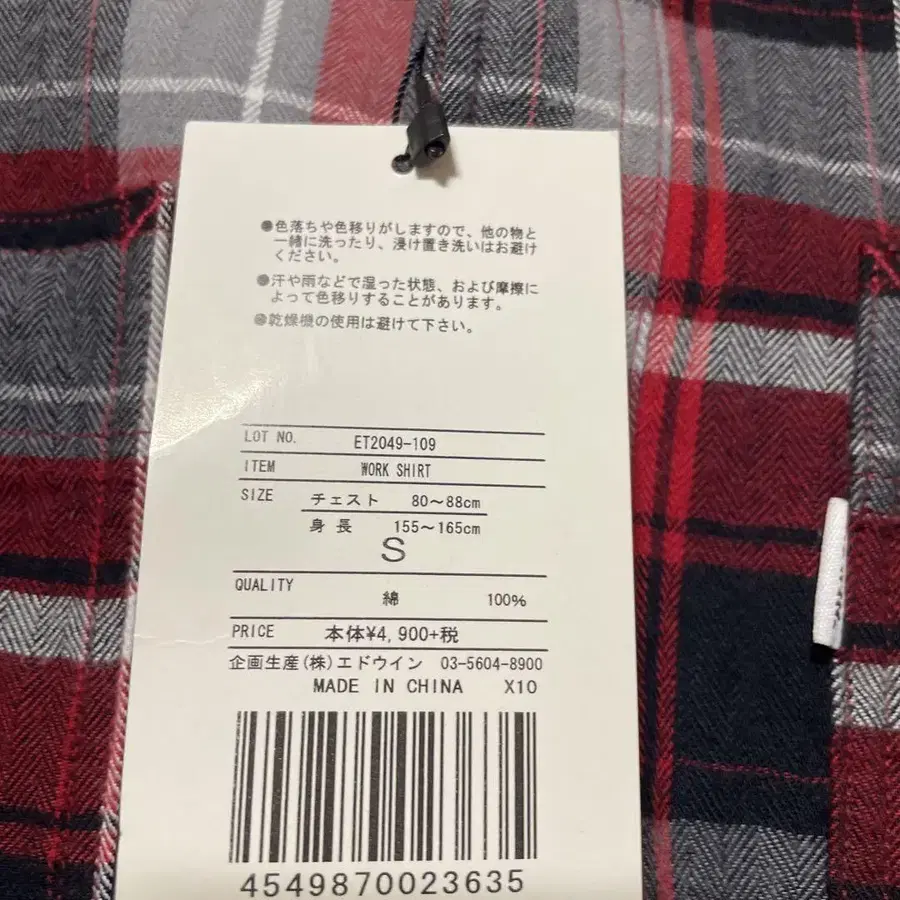 ●色落ちや色移りがしますので、他の物と
一緒に洗ったり、浸け置き洗いはお避け
ください。
●汗や雨などで湿った状態、および摩擦に
よって色移りすることがあります。
●乾燥機の使用は避けて下さい。
LOT NO. ET2049-109
ITEM WORK SHIRT
SIZE チェスト 80～88cm
身長 155～165cm
S
QUALITY
綿 100%
PRICE 本体¥4,900+税
企画生産(株)エドウイン 03-5604-8900
MADE IN CHINA X10
4549870023635